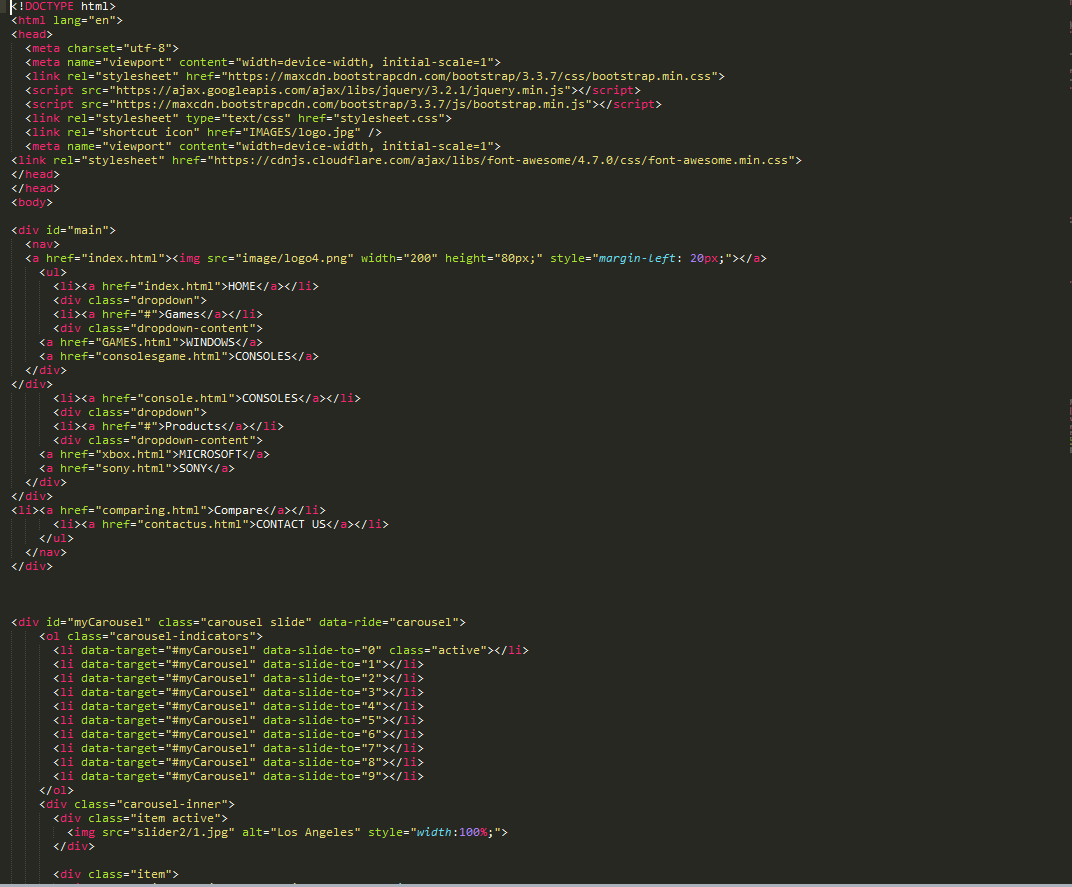 <!DOCTYPE html>
<html lang="en">
<head>
  <meta charset="utf-8">
  <meta name="viewport" content="width=device-width, initial-scale=1">
  <link rel="stylesheet" href="https://maxcdn.bootstrapcdn.com/bootstrap/3.3.7/css/bootstrap.min.css">
  <script src="https://ajax.googleapis.com/ajax/libs/jquery/3.2.1/jquery.min.js"></script>
  <script src="https://maxcdn.bootstrapcdn.com/bootstrap/3.3.7/js/bootstrap.min.js"></script>
  <link rel="stylesheet" type="text/css" href="stylesheet.css">
  <link rel="shortcut icon" href="IMAGES/logo.jpg" />
  <meta name="viewport" content="width=device-width, initial-scale=1">
<link rel="stylesheet" href="https://cdnjs.cloudflare.com/ajax/libs/font-awesome/4.7.0/css/font-awesome.min.css">
</head>
</head>
<body>

<div id="main">
  <nav>
  <a href="index.html"><img src="image/logo4.png" width="200" height="80px;" style="margin-left: 20px;"></a>
    <ul>
      <li><a href="index.html">HOME</a></li>
      <div class="dropdown">
      <li><a href="#">Games</a></li>
      <div class="dropdown-content">
    <a href="GAMES.html">WINDOWS</a>
    <a href="consolesgame.html">CONSOLES</a>
  </div>
</div>
      <li><a href="console.html">CONSOLES</a></li>
      <div class="dropdown">
      <li><a href="#">Products</a></li>
      <div class="dropdown-content">
    <a href="xbox.html">MICROSOFT</a>
    <a href="sony.html">SONY</a>
  </div>
</div>
<li><a href="comparing.html">Compare</a></li>
      <li><a href="contactus.html">CONTACT US</a></li>
    </ul>
  </nav>
</div>

<div id="myCarousel" class="carousel slide" data-ride="carousel">
    <ol class="carousel-indicators">
      <li data-target="#myCarousel" data-slide-to="0" class="active"></li>
      <li data-target="#myCarousel" data-slide-to="1"></li>
      <li data-target="#myCarousel" data-slide-to="2"></li>
      <li data-target="#myCarousel" data-slide-to="3"></li>
      <li data-target="#myCarousel" data-slide-to="4"></li>
      <li data-target="#myCarousel" data-slide-to="5"></li>
      <li data-target="#myCarousel" data-slide-to="6"></li>
      <li data-target="#myCarousel" data-slide-to="7"></li>
      <li data-target="#myCarousel" data-slide-to="8"></li>
      <li data-target="#myCarousel" data-slide-to="9"></li>
    </ol>
    <div class="carousel-inner">
      <div class="item active">
        <img src="slider2/1.jpg" alt="Los Angeles" style="width:100%;">
      </div>

      <div class="item">